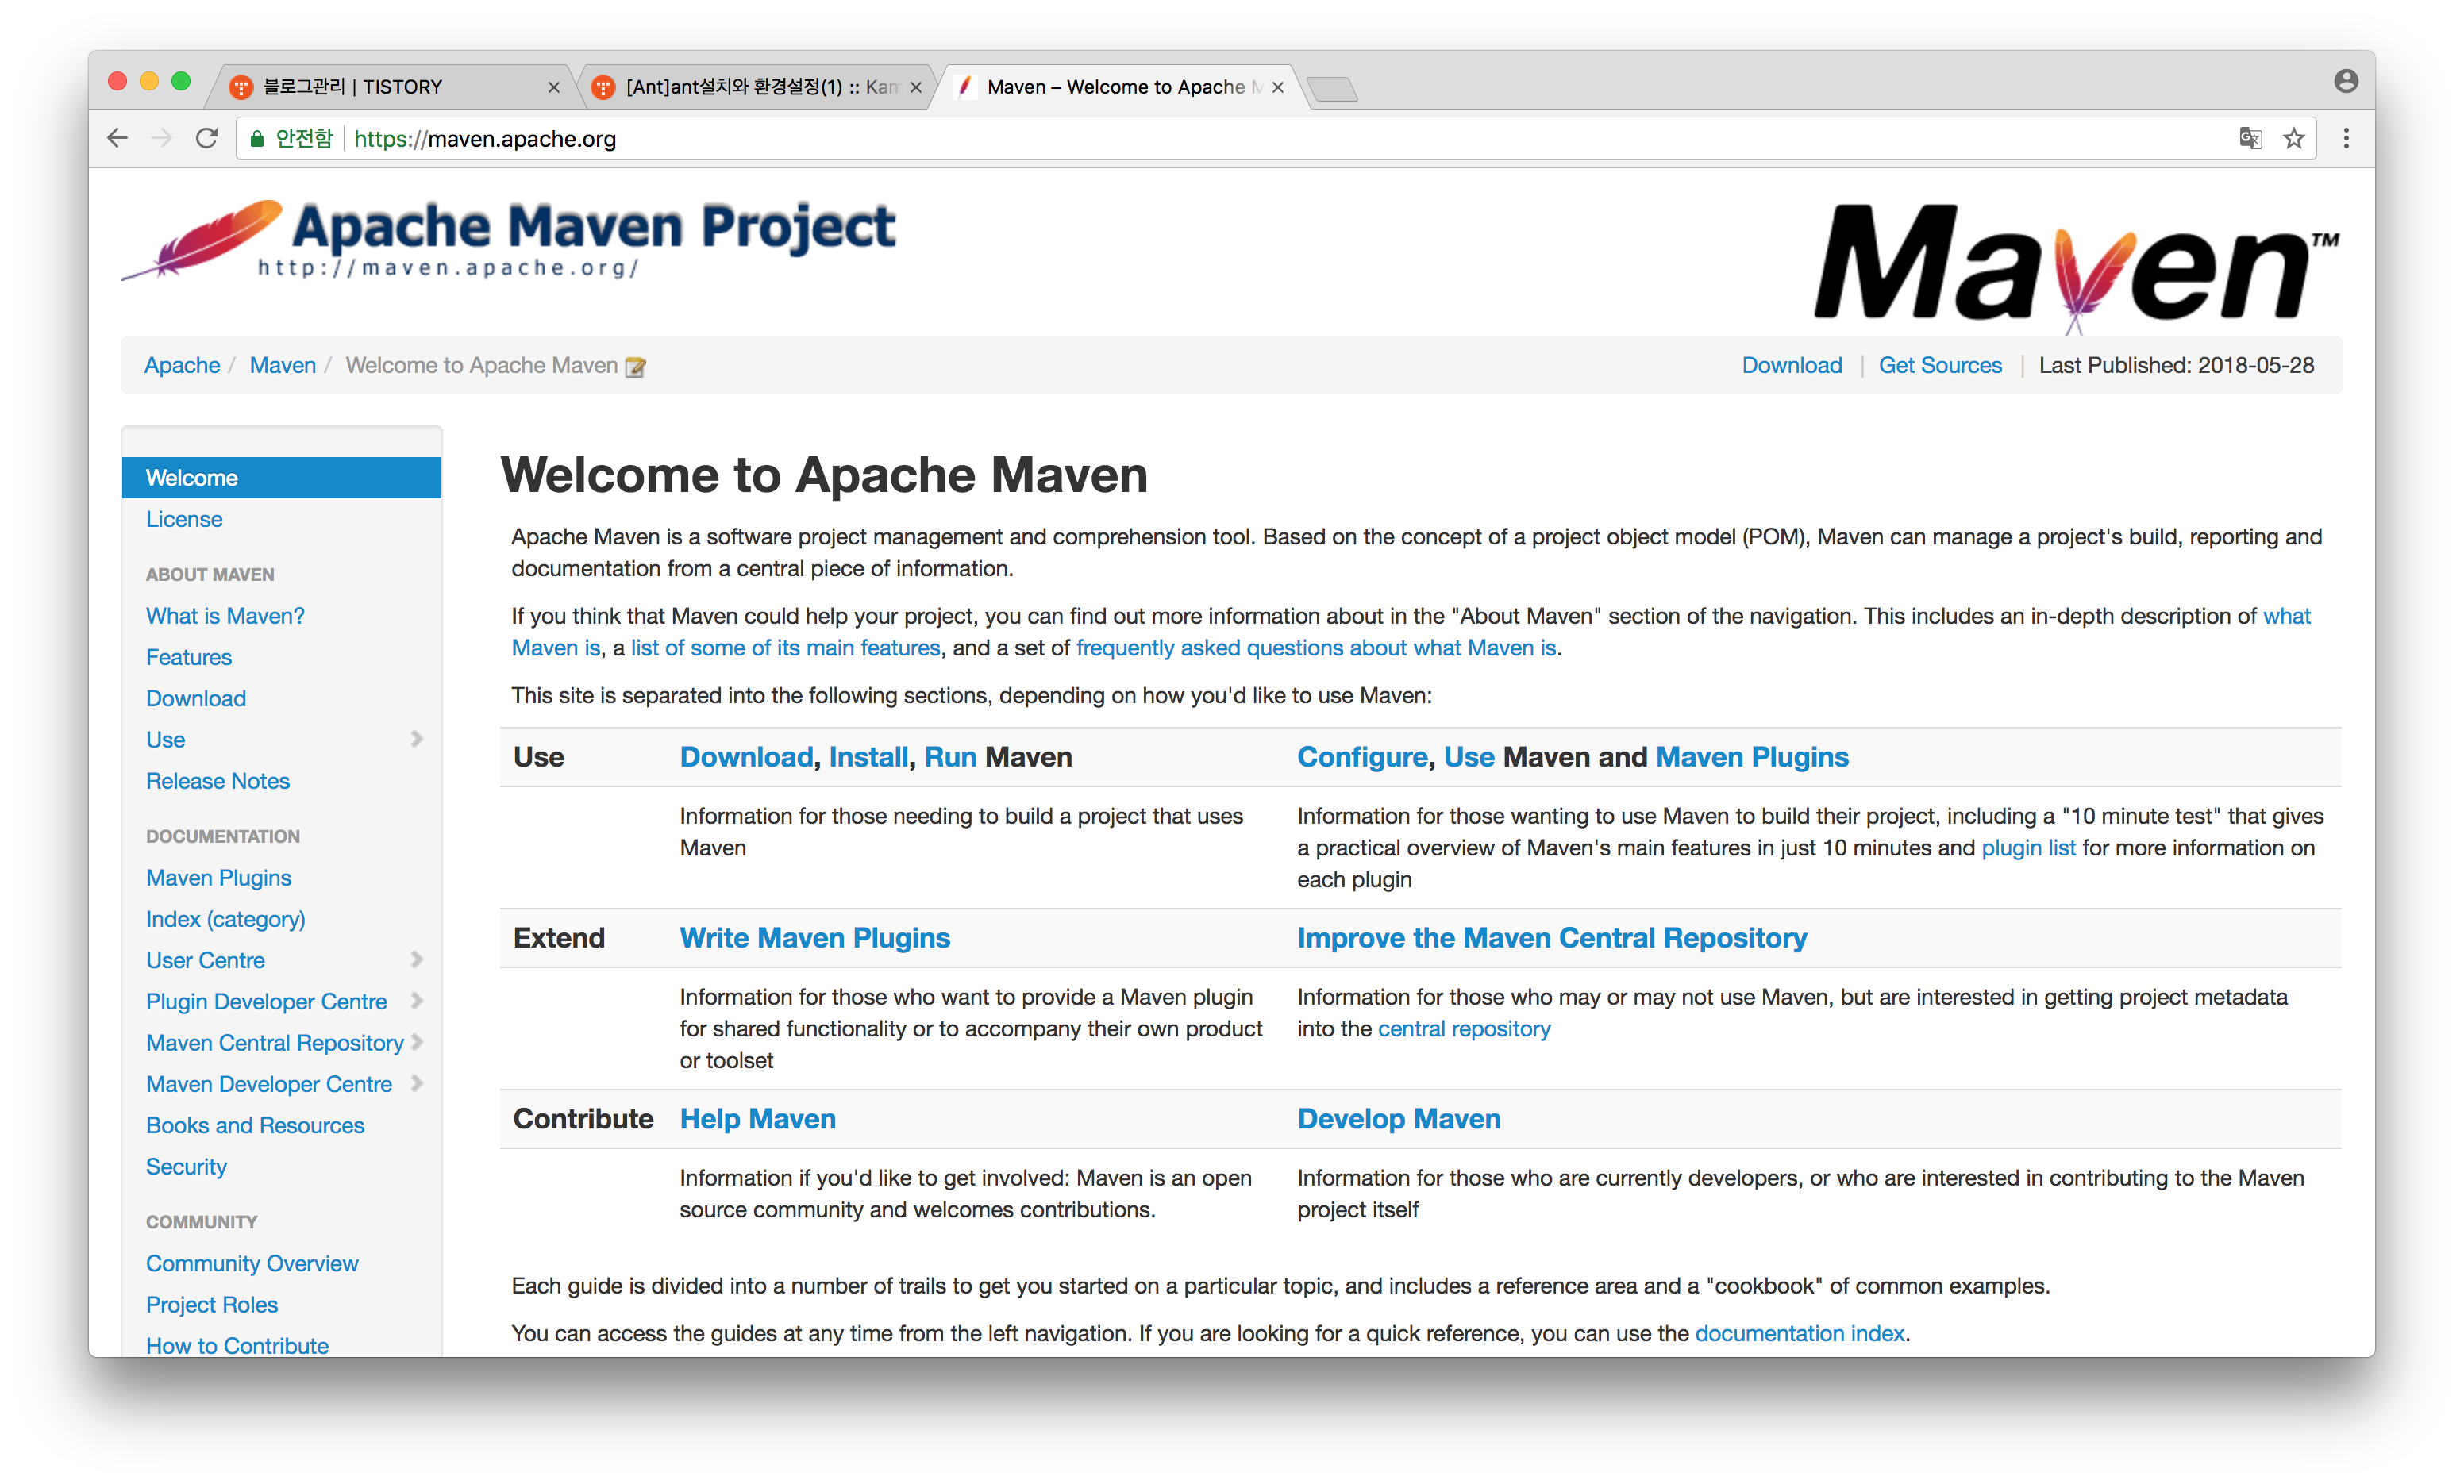 블로그관리 | TISTORY
[Ant]ant설치와 환경설정(1) :: Kam
Maven – Welcome to Apache M
안전함 https://maven.apache.org
Apache Maven Project
http://maven.apache.org/
Maven™
Apache / Maven / Welcome to Apache Maven
Download | Get Sources | Last Published: 2018-05-28
Welcome
License
ABOUT MAVEN
What is Maven?
Features
Download
Use
Release Notes
DOCUMENTATION
Maven Plugins
Index (category)
User Centre
Plugin Developer Centre
Maven Central Repository
Maven Developer Centre
Books and Resources
Security
COMMUNITY
Community Overview
Project Roles
How to Contribute
Welcome to Apache Maven
Apache Maven is a software project management and comprehension tool. Based on the concept of a project object model (POM), Maven can manage a project's build, reporting and
documentation from a central piece of information.
If you think that Maven could help your project, you can find out more information about in the "About Maven" section of the navigation. This includes an in-depth description of what
Maven is, a list of some of its main features, and a set of frequently asked questions about what Maven is.
This site is separated into the following sections, depending on how you'd like to use Maven:
Use
Download, Install, Run Maven
Configure, Use Maven and Maven Plugins
Information for those needing to build a project that uses
Maven
Information for those wanting to use Maven to build their project, including a "10 minute test" that gives
a practical overview of Maven's main features in just 10 minutes and plugin list for more information on
each plugin
Extend
Write Maven Plugins
Improve the Maven Central Repository
Information for those who want to provide a Maven plugin
for shared functionality or to accompany their own product
or toolset
Information for those who may or may not use Maven, but are interested in getting project metadata
into the central repository
Contribute
Help Maven
Develop Maven
Information if you'd like to get involved: Maven is an open
source community and welcomes contributions.
Information for those who are currently developers, or who are interested in contributing to the Maven
project itself
Each guide is divided into a number of trails to get you started on a particular topic, and includes a reference area and a "cookbook" of common examples.
You can access the guides at any time from the left navigation. If you are looking for a quick reference, you can use the documentation index.